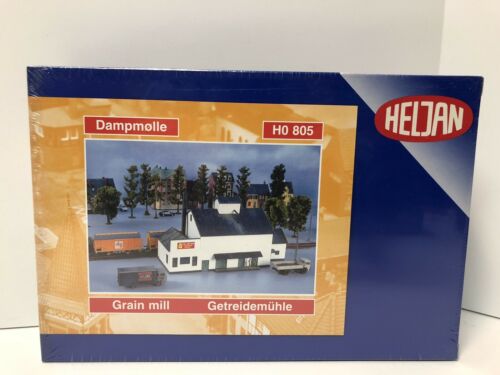 HELJAN
Dampmølle H0 805
Grain mill Getreidemühle